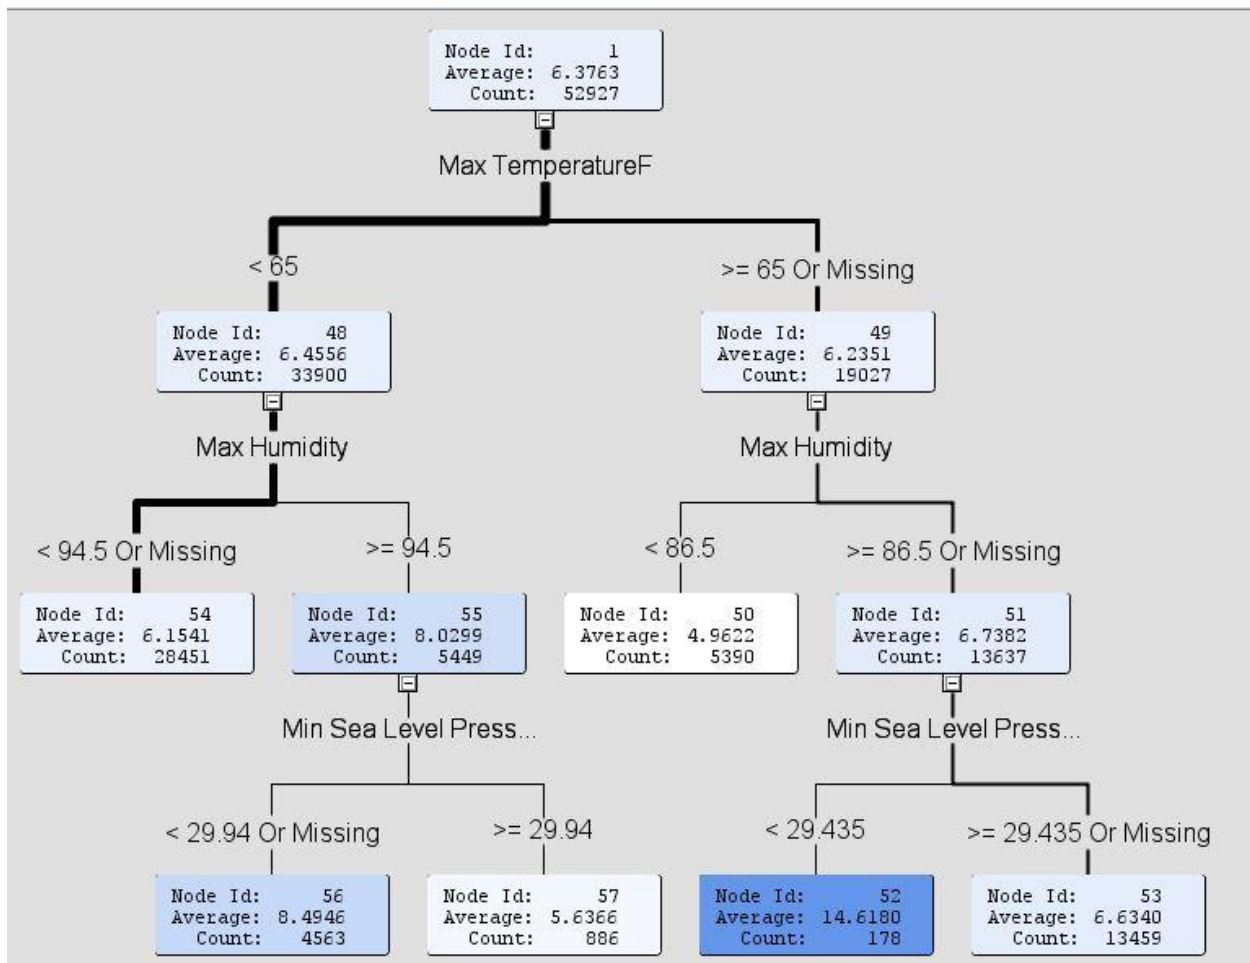 Node Id: 1
Average: 6.3763
Count: 52927
Max TemperatureF
< 65
>= 65 Or Missing
Node Id: 48
Average: 6.4556
Count: 33900
Node Id: 49
Average: 6.2351
Count: 19027
Max Humidity
Max Humidity
< 94.5 Or Missing
>= 94.5
< 86.5
>= 86.5 Or Missing
Node Id: 54
Average: 6.1541
Count: 28451
Node Id: 55
Average: 8.0299
Count: 5449
Node Id: 50
Average: 4.9622
Count: 5390
Node Id: 51
Average: 6.7382
Count: 13637
Min Sea Level Press...
Min Sea Level Press...
< 29.94 Or Missing
>= 29.94
< 29.435
>= 29.435 Or Missing
Node Id: 56
Average: 8.4946
Count: 4563
Node Id: 57
Average: 5.6366
Count: 886
Node Id: 52
Average: 14.6180
Count: 178
Node Id: 53
Average: 6.6340
Count: 13459